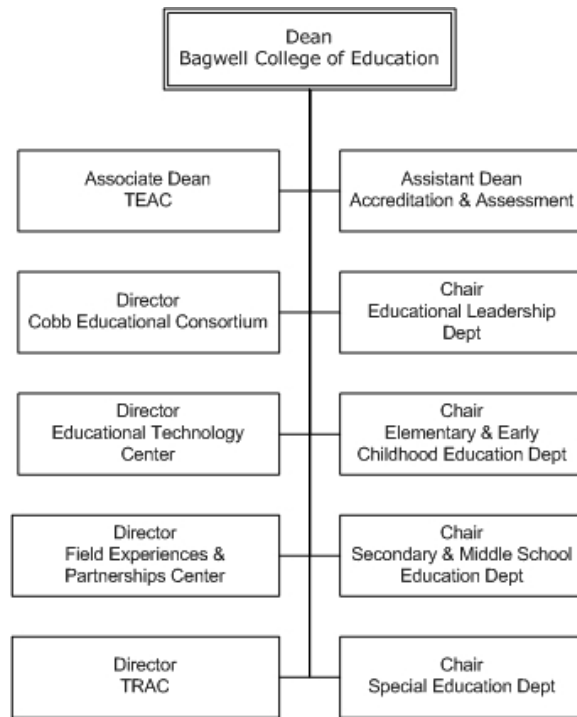 Dean
Bagwell College of Education
Associate Dean
TEAC
Assistant Dean
Accreditation & Assessment
Director
Cobb Educational Consortium
Chair
Educational Leadership
Dept
Director
Educational Technology
Center
Chair
Elementary & Early
Childhood Education Dept
Director
Field Experiences &
Partnerships Center
Chair
Secondary & Middle School
Education Dept
Director
TRAC
Chair
Special Education Dept